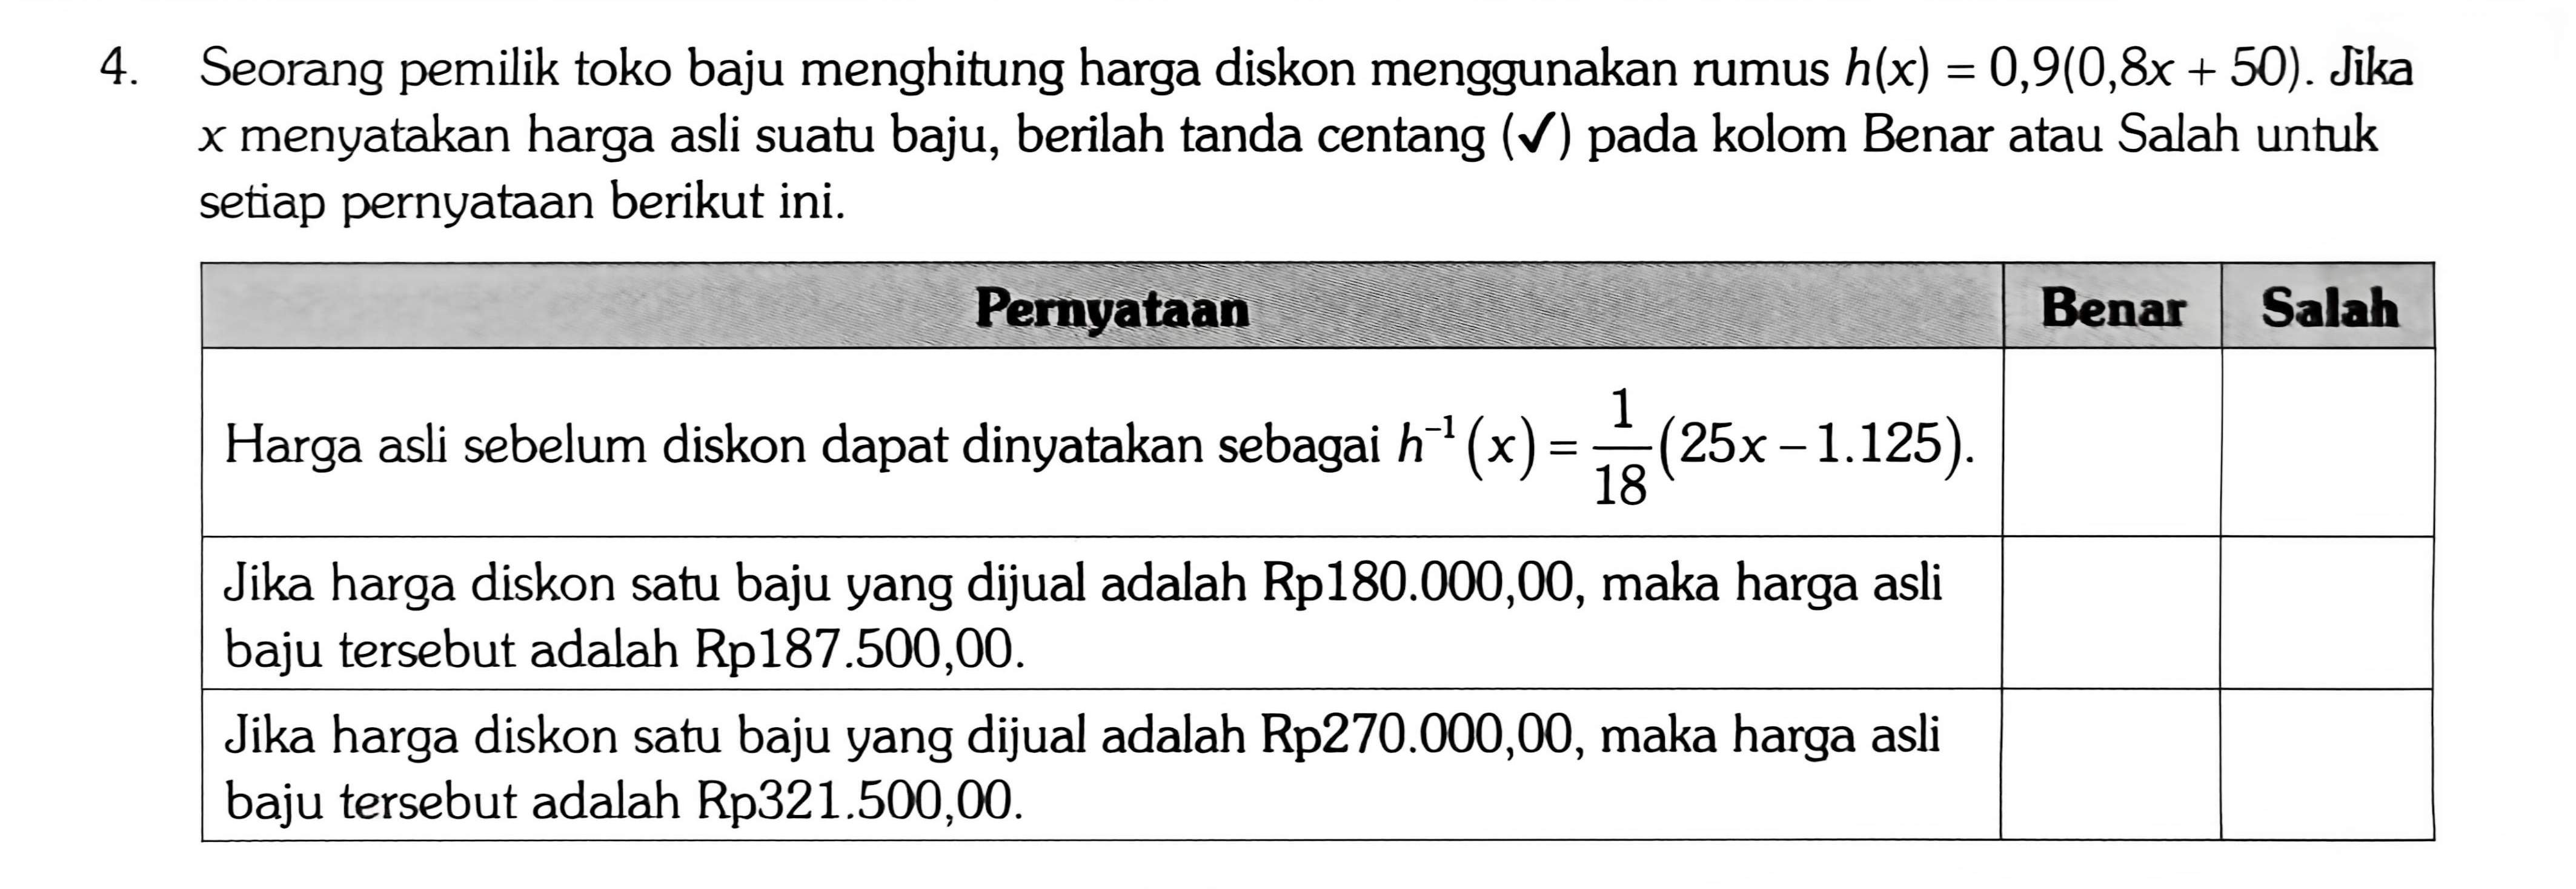 4. Seorang pemilik toko baju menghitung harga diskon menggunakan rumus h(x) = 0,9(0,8x + 50). Jika
x menyatakan harga asli suatu baju, berilah tanda centang (✓) pada kolom Benar atau Salah untuk
setiap pernyataan berikut ini.
Pernyataan Benar Salah
Harga asli sebelum diskon dapat dinyatakan sebagai h⁻¹(x) = 1/18 (25x – 1.125).
Jika harga diskon satu baju yang dijual adalah Rp180.000,00, maka harga asli
baju tersebut adalah Rp187.500,00.
Jika harga diskon satu baju yang dijual adalah Rp270.000,00, maka harga asli
baju tersebut adalah Rp321.500,00.